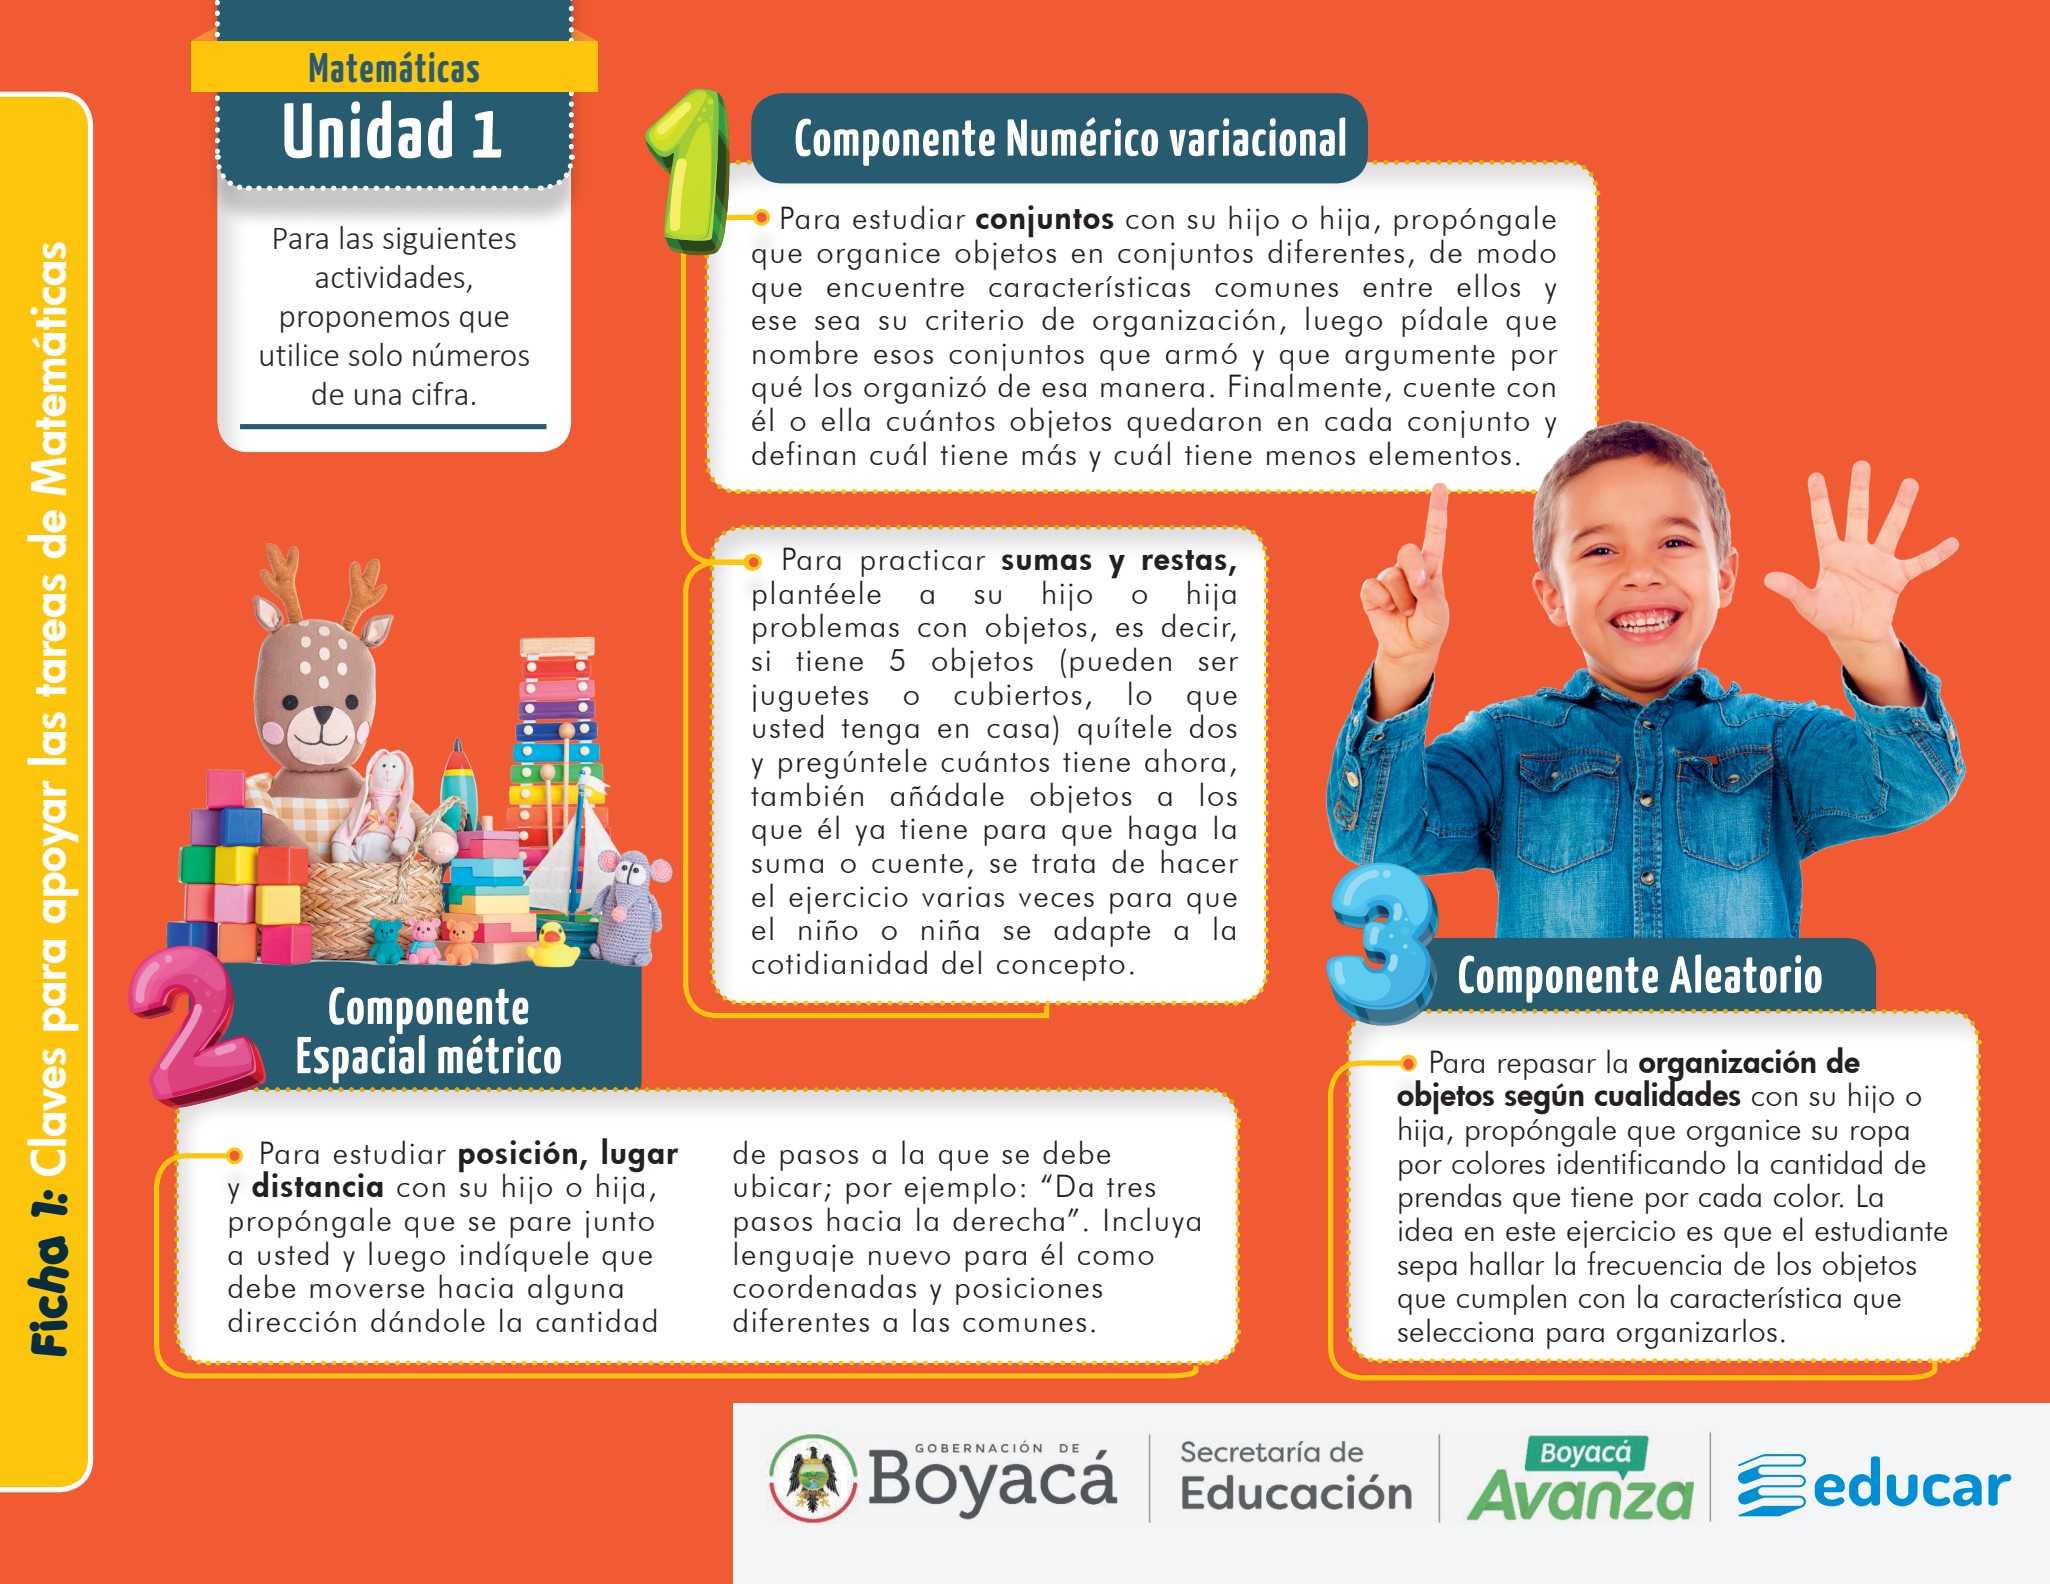 Ficha 1: Claves para apoyar las tareas de Matemáticas
Matemáticas
Unidad 1
Para las siguientes
actividades,
proponemos que
utilice solo números
de una cifra.
1
Componente Numérico variacional
Para estudiar conjuntos con su hijo o hija, propóngale
que organice objetos en conjuntos diferentes, de modo
que encuentre características comunes entre ellos y
ese sea su criterio de organización, luego pídale que
nombre esos conjuntos que armó y que argumente por
qué los organizó de esa manera. Finalmente, cuente con
él o ella cuántos objetos quedaron en cada conjunto y
definan cuál tiene más y cuál tiene menos elementos.
Para practicar sumas y restas,
plantéele a su hijo o hija
problemas con objetos, es decir,
si tiene 5 objetos (pueden ser
juguetes o cubiertos, lo que
usted tenga en casa) quítele dos
y pregúntele cuántos tiene ahora,
también añádale objetos a los
que él ya tiene para que haga la
suma o cuente, se trata de hacer
el ejercicio varias veces para que
el niño o niña se adapte a la
cotidianidad del concepto.
2
Componente
Espacial métrico
Para estudiar posición, lugar
y distancia con su hijo o hija,
propóngale que se pare junto
a usted y luego indíquele que
debe moverse hacia alguna
dirección dándole la cantidad
de pasos a la que se debe
ubicar; por ejemplo: “Da tres
pasos hacia la derecha”. Incluya
lenguaje nuevo para él como
coordenadas y posiciones
diferentes a las comunes.
3
Componente Aleatorio
Para repasar la organización de
objetos según cualidades con su hijo o
hija, propóngale que organice su ropa
por colores identificando la cantidad de
prendas que tiene por cada color. La
idea en este ejercicio es que el estudiante
sepa hallar la frecuencia de los objetos
que cumplen con la característica que
selecciona para organizarlos.
GOBERNACIÓN DE
Boyacá
Secretaría de
Educación
Boyacá
Avanza
educar